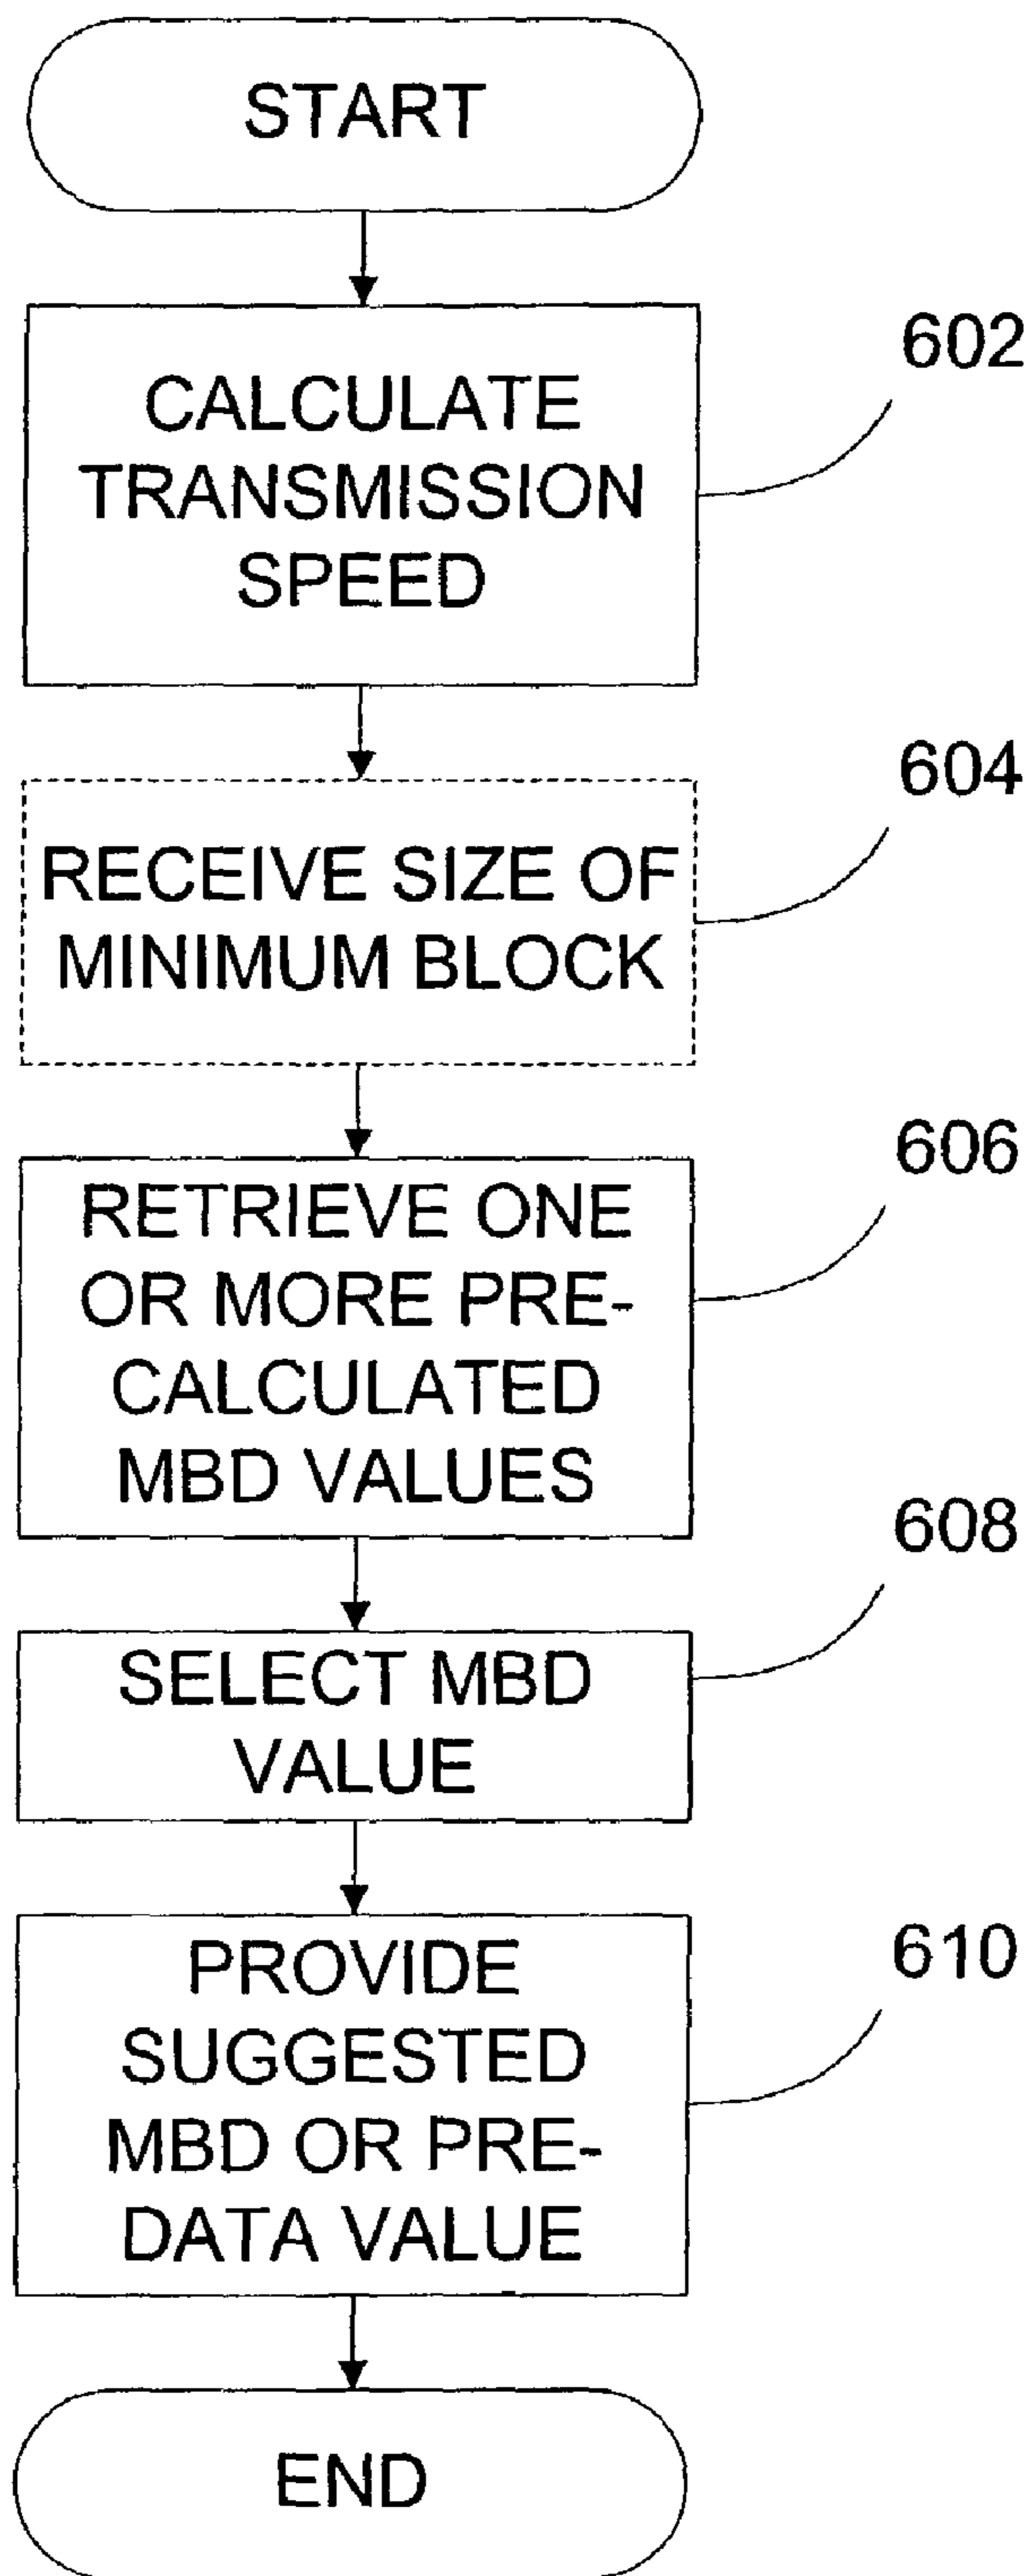 START
602
CALCULATE
TRANSMISSION
SPEED
604
RECEIVE SIZE OF
MINIMUM BLOCK
606
RETRIEVE ONE
OR MORE PRE-
CALCULATED
MBD VALUES
608
SELECT MBD
VALUE
610
PROVIDE
SUGGESTED
MBD OR PRE-
DATA VALUE
END